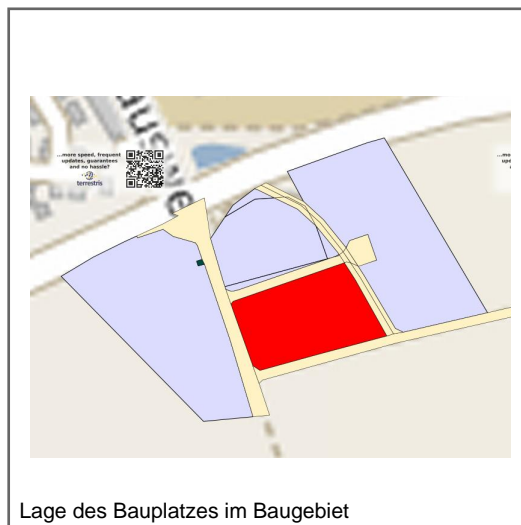 ...more speed, frequent
updates, guarantees
and no hassle?
terrestris
Lage des Bauplatzes im Baugebiet